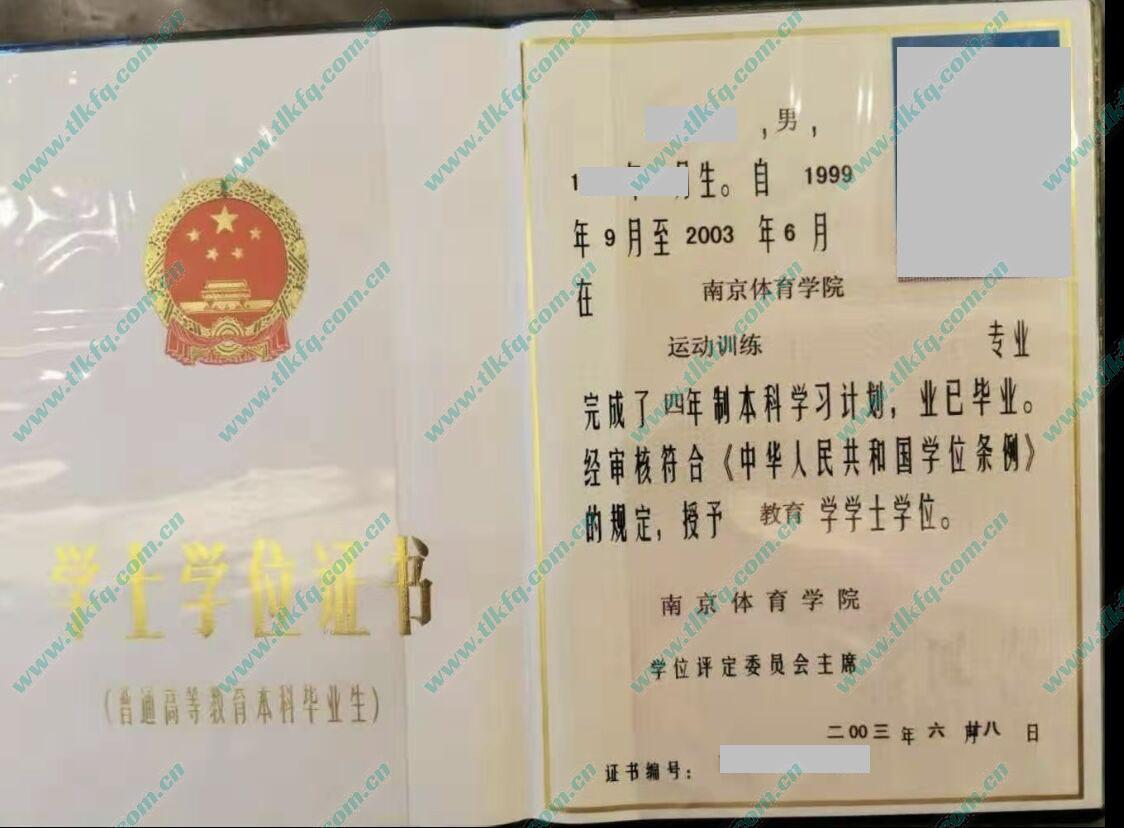 学士学位证书
(普通高等教育本科毕业生)
,男,
1 年 月生。自 1999
年 9 月至 2003 年 6 月
在 南京体育学院
运动训练 专业
完成了四年制本科学习计划，业已毕业。
经审核符合《中华人民共和国学位条例》
的规定，授予 教育 学学士学位。
南京体育学院
学位评定委员会主席
二00三 年 六 月 八 日
证书编号：
www.tlkfq.com.cn